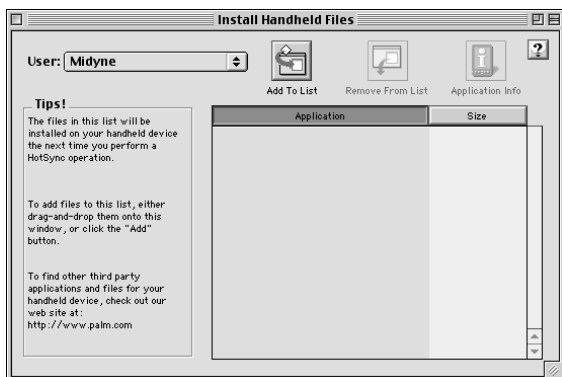 Install Handheld Files
User: Midyne
Add To List
Remove From List
Application Info
?
Tips!
The files in this list will be
installed on your handheld device
the next time you perform a
HotSync operation.
To add files to this list, either
drag-and-drop them onto this
window, or click the "Add"
button.
To find other third party
applications and files for your
handheld device, check out our
web site at:
http://www.palm.com
Application
Size